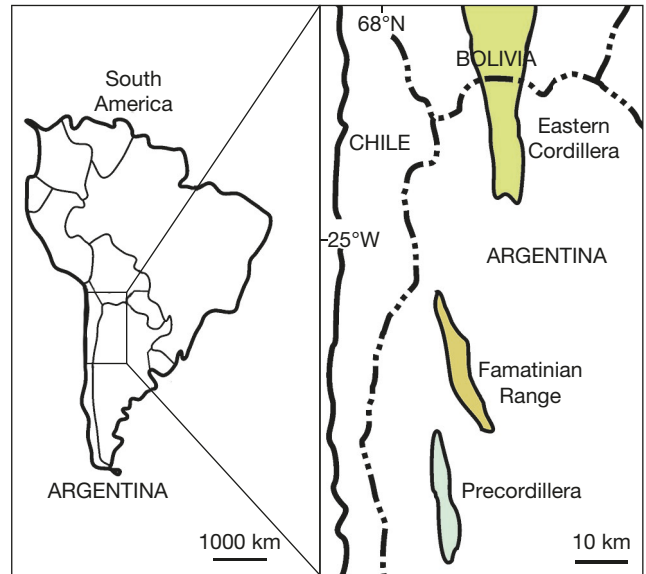 South
America
ARGENTINA
1000 km
68°N
BOLIVIA
CHILE
Eastern
Cordillera
25°W
ARGENTINA
Famatinian
Range
Precordillera
10 km